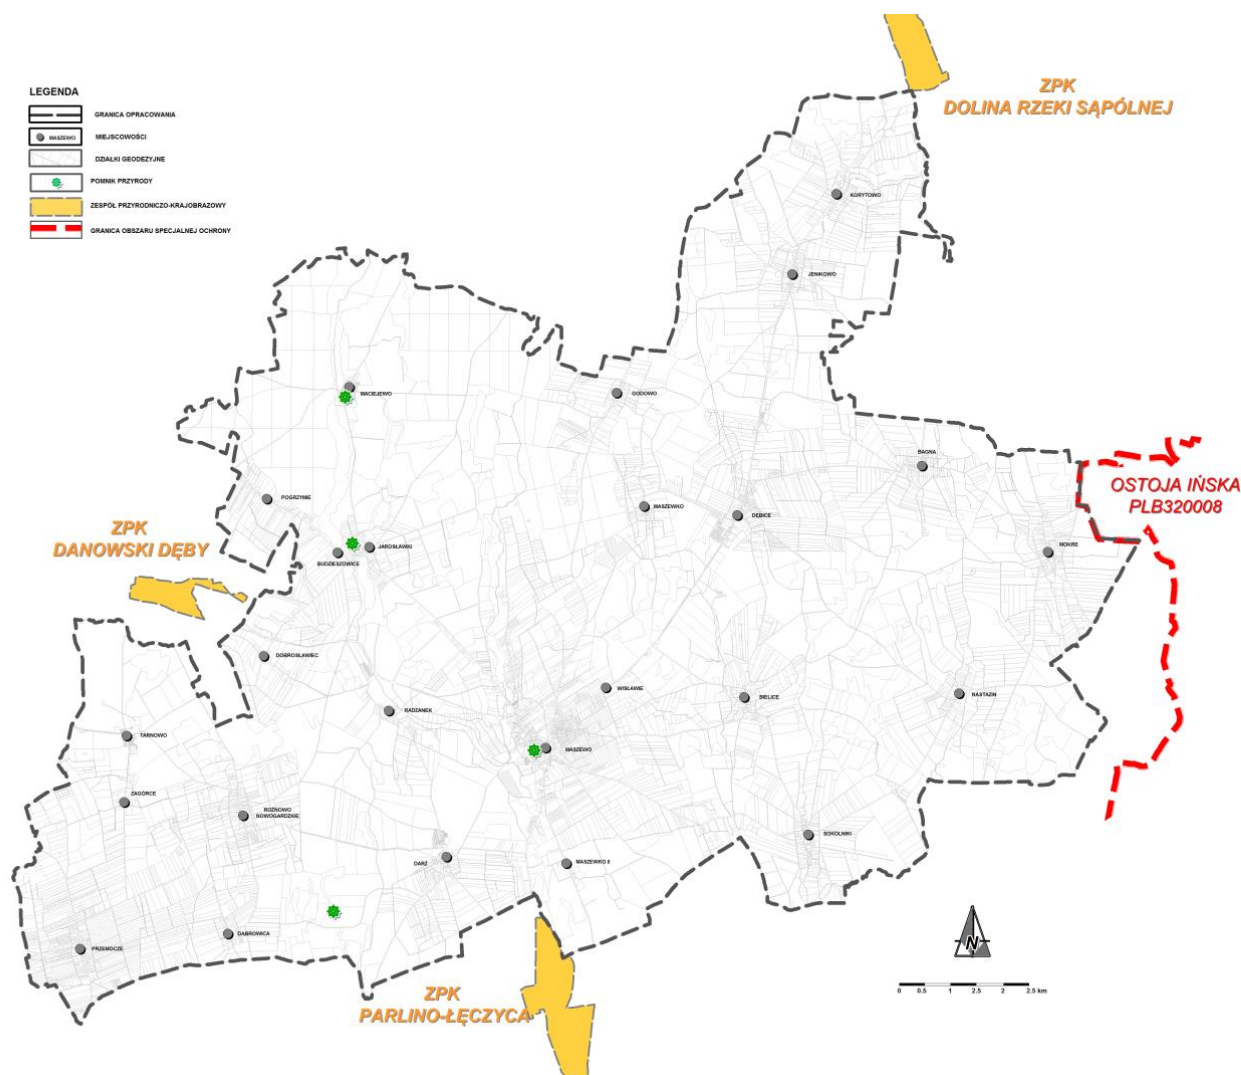 ZPK
DOLINA RZEKI SĄPÓLNEJ
LEGENDA
GRANICA OPRACOWANIA
MASZEWO
MIEJSCOWOŚCI
DZIAŁKI GEODEZYJNE
POMNIK PRZYRODY
ZESPÓŁ PRZYRODNICZO-KRAJOBRAZOWY
GRANICA OBSZARU SPECJALNEJ OCHRONY
KORYTOWO
JENIKOWO
MACIEJEWO
GODOWO
BAGNA
OSTOJA IŃSKA
PLB320008
POGRZYMIE
MASZEWKO
DĘBICE
ZPK
DANOWSKI DĘBY
JAROSŁAWKI
BUDZIESZOWICE
MOKRE
DOBROSŁAWIEC
WISŁAWIE
BIELICE
NASTAZIN
RADZANEK
TARNOWO
MASZEWO
ZAGÓRCE
ROŻNOWO
NOWOGARDZKIE
SOKOLNIKI
DARŻ
MASZEWKO II
DĄBROWICA
PRZEMOCZE
N
ZPK
PARLINO-ŁĘCZYCA
0 0.5 1 2.5 2 2.5 km